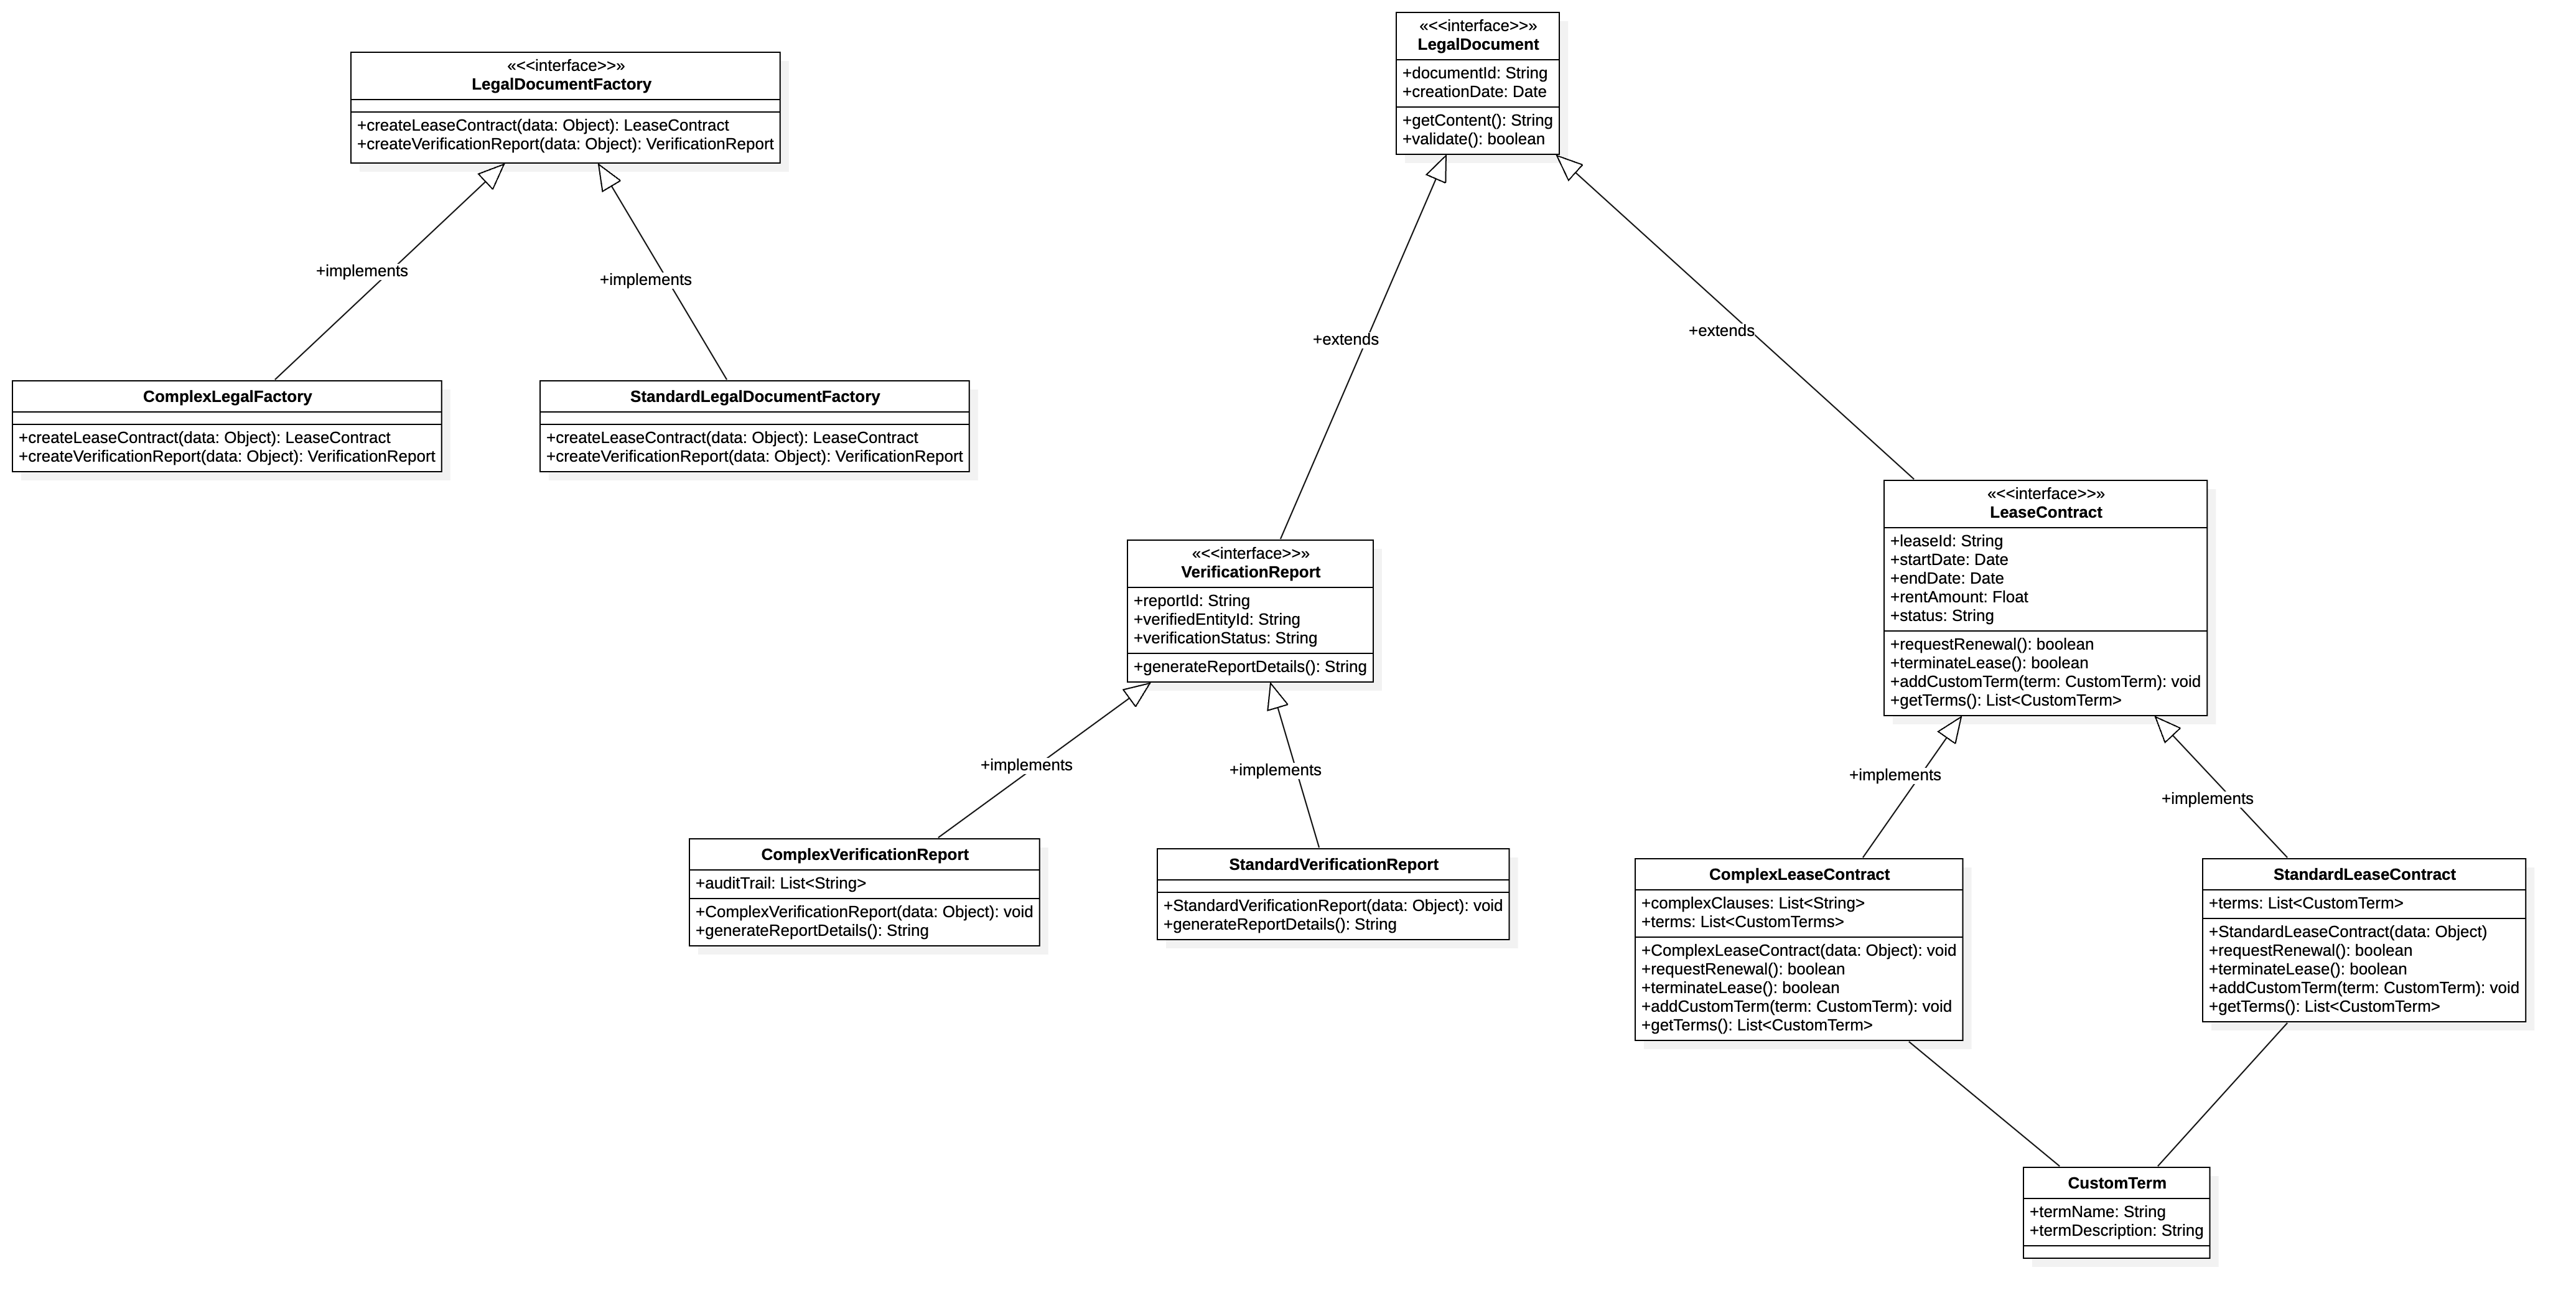 «<<interface>>»
LegalDocumentFactory
+createLeaseContract(data: Object): LeaseContract
+createVerificationReport(data: Object): VerificationReport
«<<interface>>»
LegalDocument
+documentId: String
+creationDate: Date
+getContent(): String
+validate(): boolean
+implements
+implements
+extends
+extends
ComplexLegalFactory
+createLeaseContract(data: Object): LeaseContract
+createVerificationReport(data: Object): VerificationReport
StandardLegalDocumentFactory
+createLeaseContract(data: Object): LeaseContract
+createVerificationReport(data: Object): VerificationReport
«<<interface>>»
VerificationReport
+reportId: String
+verifiedEntityId: String
+verificationStatus: String
+generateReportDetails(): String
«<<interface>>»
LeaseContract
+leaseId: String
+startDate: Date
+endDate: Date
+rentAmount: Float
+status: String
+requestRenewal(): boolean
+terminateLease(): boolean
+addCustomTerm(term: CustomTerm): void
+getTerms(): List<CustomTerm>
+implements
+implements
+implements
+implements
ComplexVerificationReport
+auditTrail: List<String>
+ComplexVerificationReport(data: Object): void
+generateReportDetails(): String
StandardVerificationReport
+StandardVerificationReport(data: Object): void
+generateReportDetails(): String
ComplexLeaseContract
+complexClauses: List<String>
+terms: List<CustomTerms>
+ComplexLeaseContract(data: Object): void
+requestRenewal(): boolean
+terminateLease(): boolean
+addCustomTerm(term: CustomTerm): void
+getTerms(): List<CustomTerm>
StandardLeaseContract
+terms: List<CustomTerm>
+StandardLeaseContract(data: Object)
+requestRenewal(): boolean
+terminateLease(): boolean
+addCustomTerm(term: CustomTerm): void
+getTerms(): List<CustomTerm>
CustomTerm
+termName: String
+termDescription: String